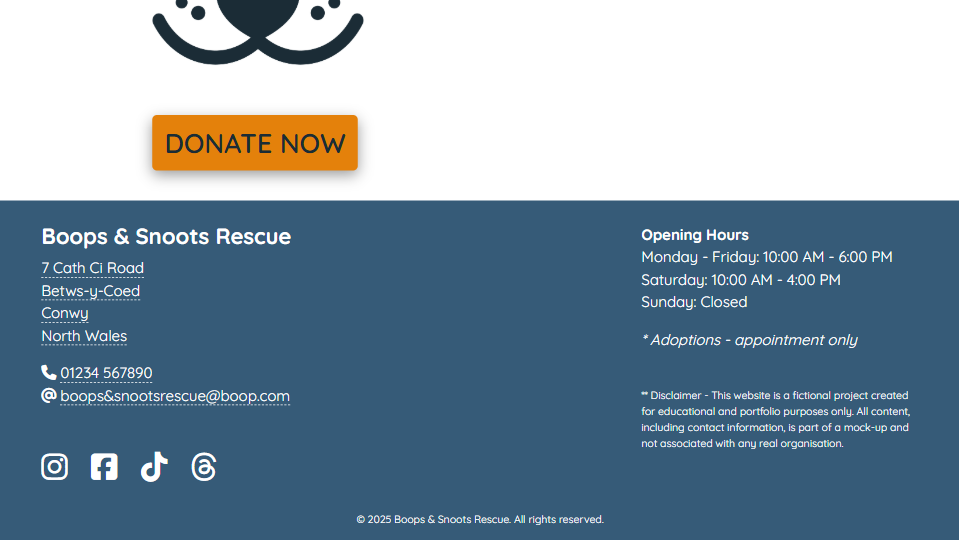 DONATE NOW
Boops & Snoots Rescue
7 Cath Ci Road
Betws-y-Coed
Conwy
North Wales
01234 567890
boops&snootsrescue@boop.com
Opening Hours
Monday - Friday: 10:00 AM - 6:00 PM
Saturday: 10:00 AM - 4:00 PM
Sunday: Closed
* Adoptions - appointment only
** Disclaimer - This website is a fictional project created
for educational and portfolio purposes only. All content,
including contact information, is part of a mock-up and
not associated with any real organisation.
© 2025 Boops & Snoots Rescue. All rights reserved.